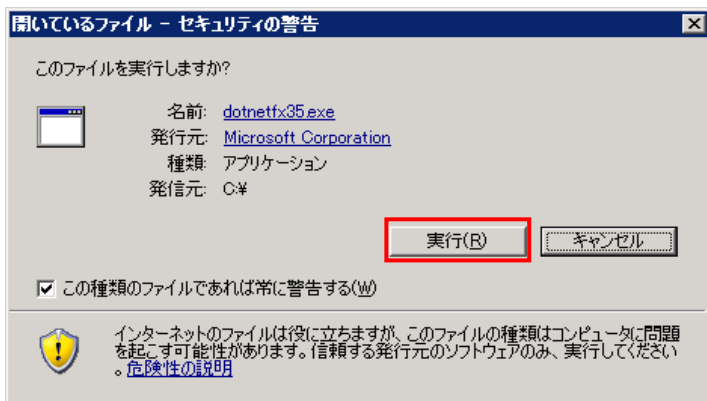 開いているファイル - セキュリティの警告
このファイルを実行しますか?
名前: dotnetfx35.exe
発行元: Microsoft Corporation
種類: アプリケーション
発信元: C:¥
実行(R)
キャンセル
この種類のファイルであれば常に警告する(W)
インターネットのファイルは役に立ちますが、このファイルの種類はコンピュータに問題
を起こす可能性があります。信頼する発行元のソフトウェアのみ、実行してください
。危険性の説明